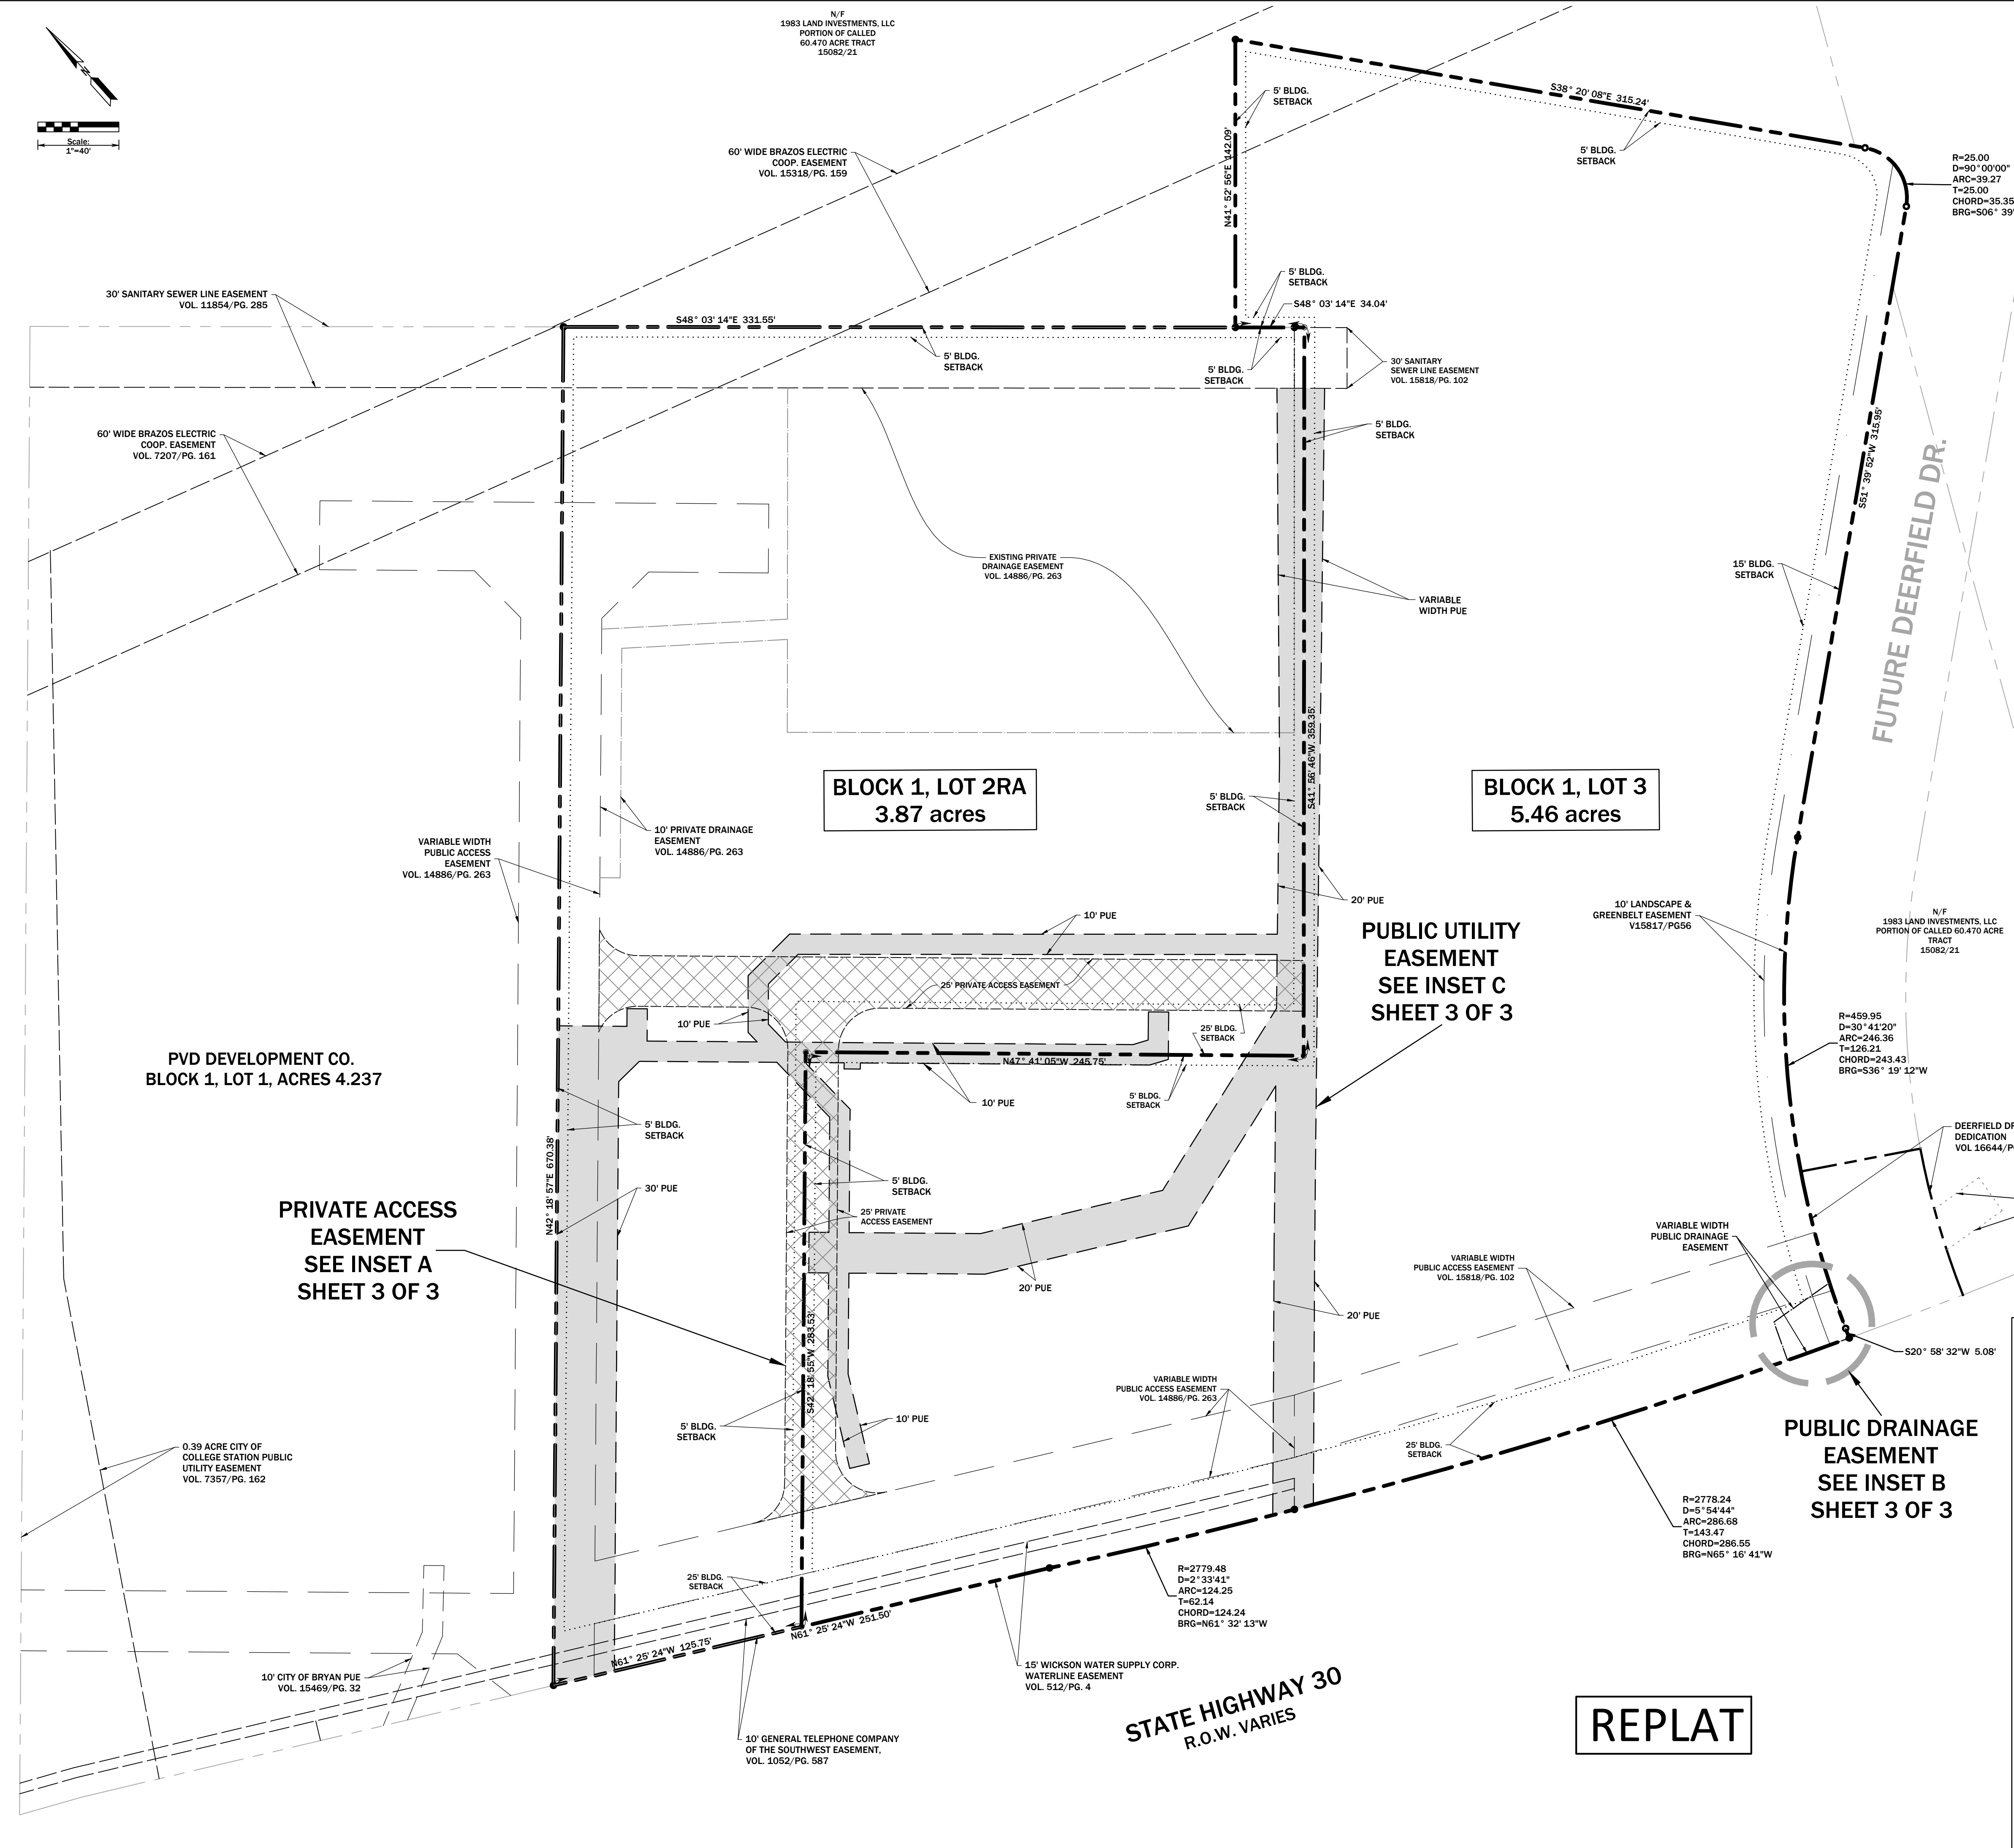 N/F
1983 LAND INVESTMENTS, LLC
PORTION OF CALLED
60.470 ACRE TRACT
15082/21
N
Scale:
1"=40'
5' BLDG.
SETBACK
S38° 20' 08"E 315.24'
5' BLDG.
SETBACK
N41° 52' 56"E 142.09'
60' WIDE BRAZOS ELECTRIC
COOP. EASEMENT
VOL. 15318/PG. 159
R=25.00
D=90°00'00"
ARC=39.27
T=25.00
CHORD=35.35
BRG=S06° 39'
30' SANITARY SEWER LINE EASEMENT
VOL. 11854/PG. 285
5' BLDG.
SETBACK
S48° 03' 14"E 34.04'
S48° 03' 14"E 331.55'
5' BLDG.
SETBACK
5' BLDG.
SETBACK
30' SANITARY
SEWER LINE EASEMENT
VOL. 15818/PG. 102
5' BLDG.
SETBACK
60' WIDE BRAZOS ELECTRIC
COOP. EASEMENT
VOL. 7207/PG. 161
S51° 39' 52"W 315.95'
FUTURE DEERFIELD DR.
EXISTING PRIVATE
DRAINAGE EASEMENT
VOL. 14886/PG. 263
15' BLDG.
SETBACK
VARIABLE
WIDTH PUE
S41° 56' 46"W 359.35'
BLOCK 1, LOT 2RA
3.87 acres
5' BLDG.
SETBACK
BLOCK 1, LOT 3
5.46 acres
10' PRIVATE DRAINAGE
EASEMENT
VOL. 14886/PG. 263
VARIABLE WIDTH
PUBLIC ACCESS
EASEMENT
VOL. 14886/PG. 263
20' PUE
10' LANDSCAPE &
GREENBELT EASEMENT
V15817/PG56
N/F
1983 LAND INVESTMENTS, LLC
PORTION OF CALLED 60.470 ACRE
TRACT
15082/21
10' PUE
PUBLIC UTILITY
EASEMENT
SEE INSET C
SHEET 3 OF 3
25' PRIVATE ACCESS EASEMENT
10' PUE
25' BLDG.
SETBACK
R=459.95
D=30°41'20"
ARC=246.36
T=126.21
CHORD=243.43
BRG=S36° 19' 12"W
PVD DEVELOPMENT CO.
BLOCK 1, LOT 1, ACRES 4.237
N47° 41' 05"W 245.75'
10' PUE
5' BLDG.
SETBACK
5' BLDG.
SETBACK
N42° 18' 57"E 670.38'
DEERFIELD DR
DEDICATION
VOL 16644/P
30' PUE
5' BLDG.
SETBACK
25' PRIVATE
ACCESS EASEMENT
PRIVATE ACCESS
EASEMENT
SEE INSET A
SHEET 3 OF 3
VARIABLE WIDTH
PUBLIC DRAINAGE
EASEMENT
VARIABLE WIDTH
PUBLIC ACCESS EASEMENT
VOL. 15818/PG. 102
20' PUE
20' PUE
S42° 18' 55"W 283.53'
S20° 58' 32"W 5.08'
VARIABLE WIDTH
PUBLIC ACCESS EASEMENT
VOL. 14886/PG. 263
5' BLDG.
SETBACK
10' PUE
25' BLDG.
SETBACK
PUBLIC DRAINAGE
EASEMENT
SEE INSET B
SHEET 3 OF 3
0.39 ACRE CITY OF
COLLEGE STATION PUBLIC
UTILITY EASEMENT
VOL. 7357/PG. 162
R=2778.24
D=5°54'44"
ARC=286.68
T=143.47
CHORD=286.55
BRG=N65° 16' 41"W
25' BLDG.
SETBACK
R=2779.48
D=2°33'41"
ARC=124.25
T=62.14
CHORD=124.24
BRG=N61° 32' 13"W
N61° 25' 24"W 251.50'
N61° 25' 24"W 125.75'
10' CITY OF BRYAN PUE
VOL. 15469/PG. 32
15' WICKSON WATER SUPPLY CORP.
WATERLINE EASEMENT
VOL. 512/PG. 4
STATE HIGHWAY 30
R.O.W. VARIES
REPLAT
10' GENERAL TELEPHONE COMPANY
OF THE SOUTHWEST EASEMENT,
VOL. 1052/PG. 587